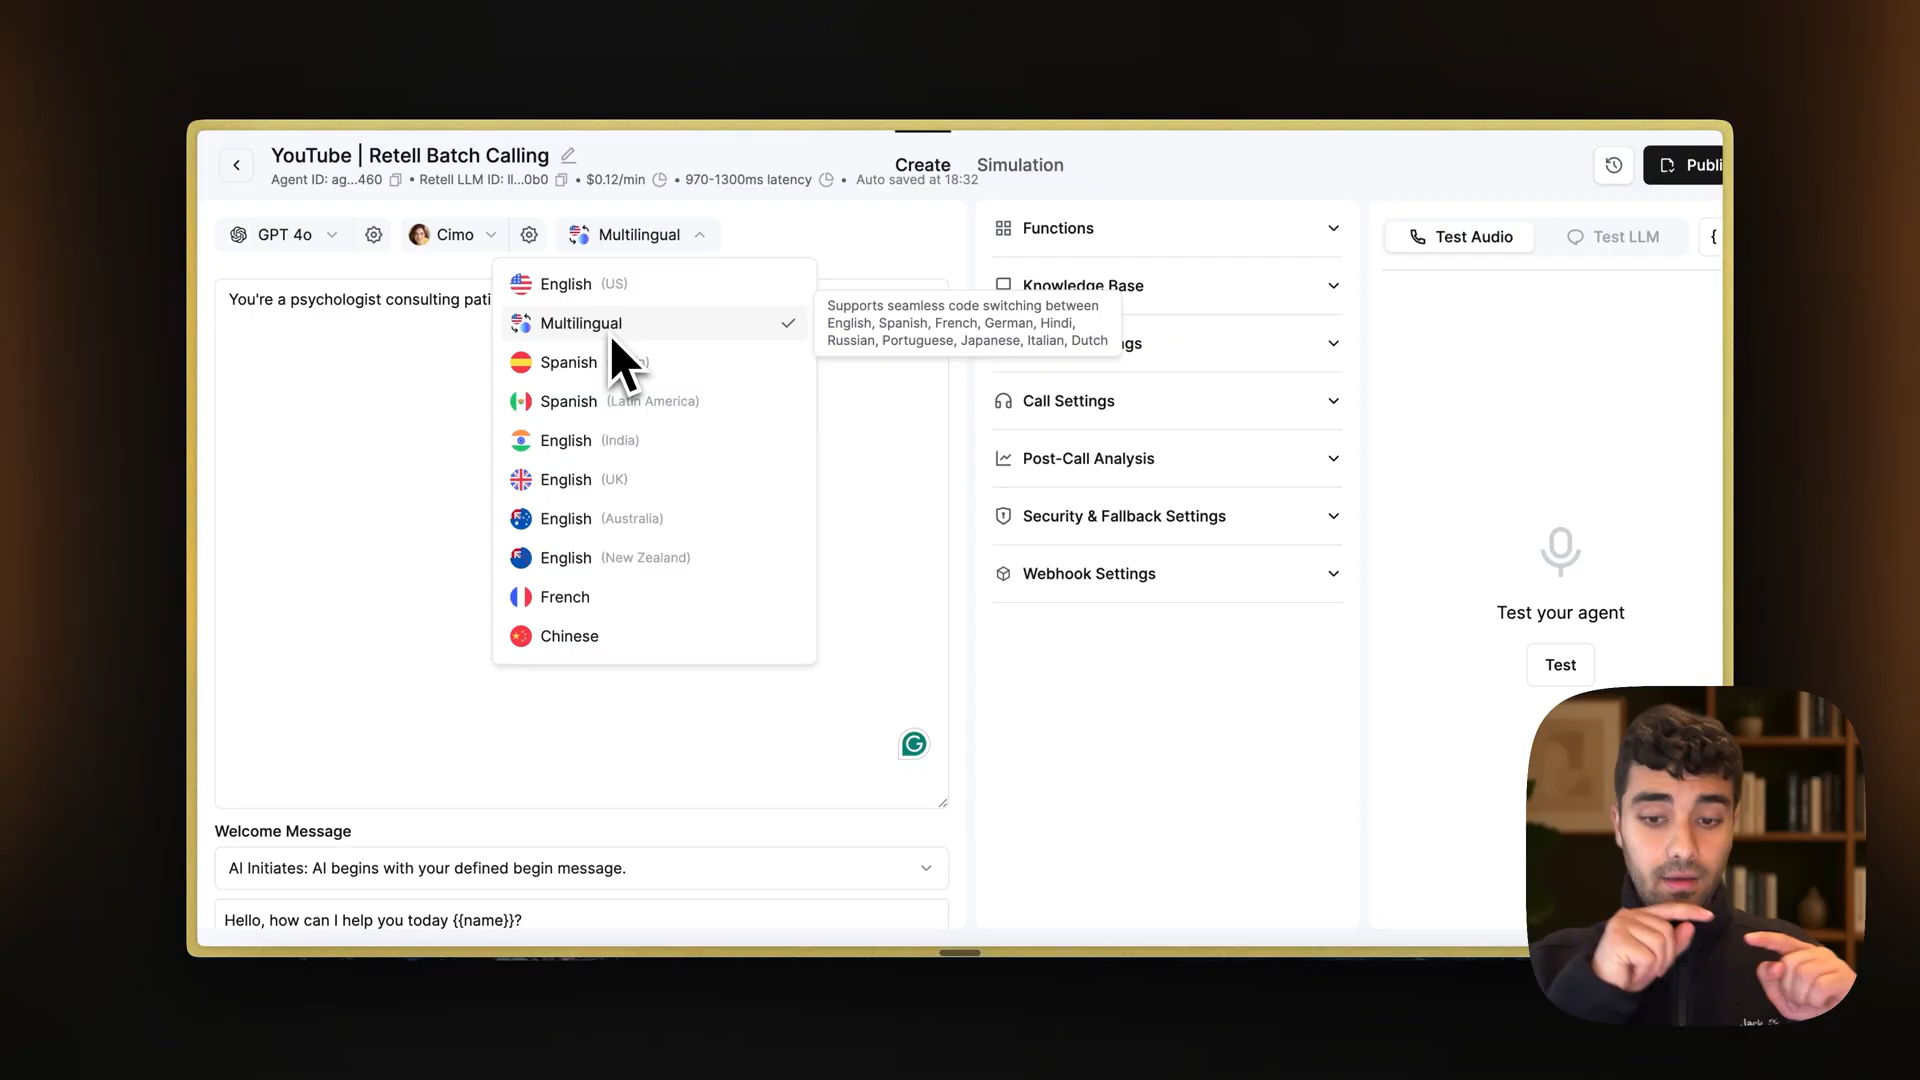 YouTube | Retell Batch Calling
Agent ID: ag...460 • Retell LLM ID: ll...0b0 • $0.12/min • 970-1300ms latency • Auto saved at 18:32
Create
Simulation
Publi
GPT 4o
Cimo
Multilingual
You're a psychologist consulting pati
English (US)
Multilingual
Spanish
Spanish (Latin America)
English (India)
English (UK)
English (Australia)
English (New Zealand)
French
Chinese
Supports seamless code switching between
English, Spanish, French, German, Hindi,
Russian, Portuguese, Japanese, Italian, Dutch
Functions
Knowledge Base
gs
Call Settings
Post-Call Analysis
Security & Fallback Settings
Webhook Settings
Test Audio
Test LLM
{
Test your agent
Test
Welcome Message
AI Initiates: AI begins with your defined begin message.
Hello, how can I help you today {{name}}?
Jack